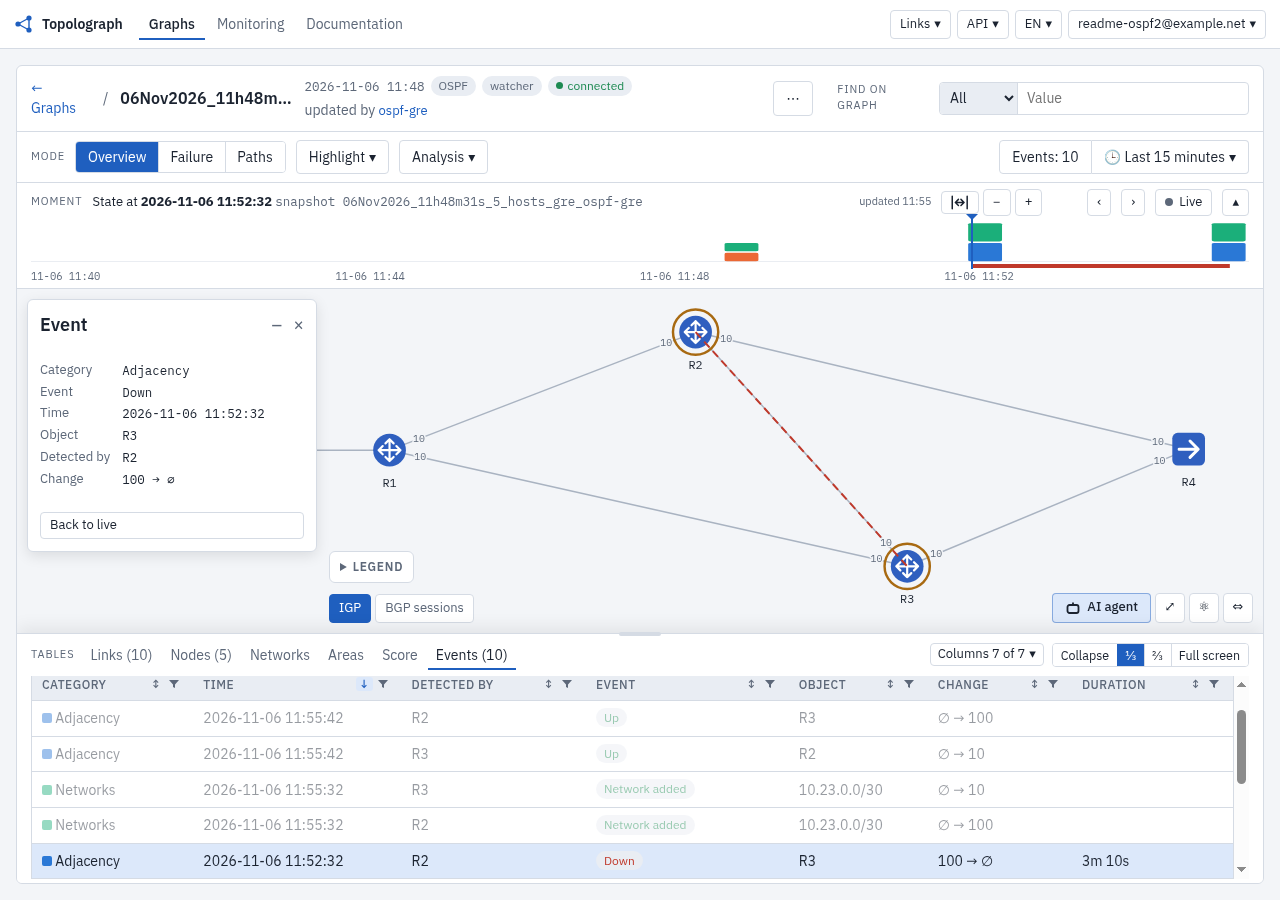 Topolograph Graphs Monitoring Documentation Links ▾ API ▾ EN ▾ readme-ospf2@example.net ▾
← Graphs / 06Nov2026_11h48m... 2026-11-06 11:48 OSPF watcher connected
updated by ospf-gre
... FIND ON GRAPH All Value
MODE Overview Failure Paths Highlight ▾ Analysis ▾ Events: 10 Last 15 minutes ▾
MOMENT State at 2026-11-06 11:52:32 snapshot 06Nov2026_11h48m31s_5_hosts_gre_ospf-gre updated 11:55 |↔| − + ‹ › Live ▴
11-06 11:40 11-06 11:44 11-06 11:48 11-06 11:52
Event − ×
Category Adjacency
Event Down
Time 2026-11-06 11:52:32
Object R3
Detected by R2
Change 100 → ∅
Back to live
10 10
R2
10 10
R1
10 10
R4
10 10 10
R3
LEGEND
IGP BGP sessions
AI agent
TABLES Links (10) Nodes (5) Networks Areas Score Events (10) Columns 7 of 7 ▾ Collapse ⅓ ⅔ Full screen
CATEGORY TIME DETECTED BY EVENT OBJECT CHANGE DURATION
Adjacency 2026-11-06 11:55:42 R2 Up R3 ∅ → 100
Adjacency 2026-11-06 11:55:42 R3 Up R2 ∅ → 10
Networks 2026-11-06 11:55:32 R3 Network added 10.23.0.0/30 ∅ → 10
Networks 2026-11-06 11:55:32 R2 Network added 10.23.0.0/30 ∅ → 100
Adjacency 2026-11-06 11:52:32 R2 Down R3 100 → ∅ 3m 10s